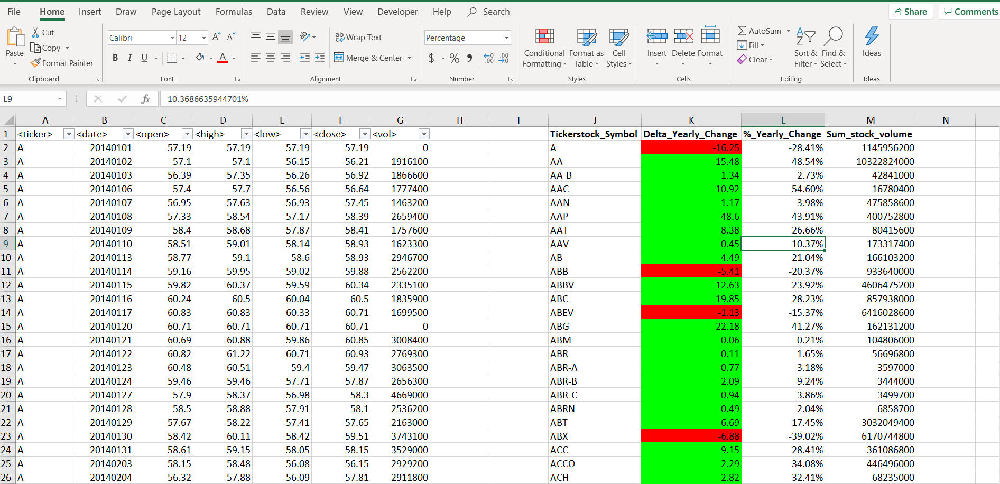 File Home Insert Draw Page Layout Formulas Data Review View Developer Help Search Share Comments
Paste Cut Copy Format Painter Clipboard
Calibri 12 A A B I U A Font
ab Wrap Text Merge & Center Alignment
Percentage $ % , .00 .0 .00 .0 Number
Conditional Formatting Format as Table Cell Styles Styles
Insert Delete Format Cells
AutoSum Fill Clear Sort & Filter Find & Select Editing
Ideas Ideas
L9 fx 10.3686635944701%
A B C D E F G H I J K L M N
1 <ticker> <date> <open> <high> <low> <close> <vol> Tickerstock_Symbol Delta_Yearly_Change %_Yearly_Change Sum_stock_volume
2 A 20140101 57.19 57.19 57.19 57.19 0 A -16.25 -28.41% 1145956200
3 A 20140102 57.1 57.1 56.15 56.21 1916100 AA 15.48 48.54% 10322824000
4 A 20140103 56.39 57.35 56.26 56.92 1866600 AA-B 1.34 2.73% 42841000
5 A 20140106 57.4 57.7 56.56 56.64 1777400 AAC 10.92 54.60% 16780400
6 A 20140107 56.95 57.63 56.93 57.45 1463200 AAN 1.17 3.98% 475858600
7 A 20140108 57.33 58.54 57.17 58.39 2659400 AAP 48.6 43.91% 400752800
8 A 20140109 58.4 58.68 57.87 58.41 1757600 AAT 8.38 26.66% 80415600
9 A 20140110 58.51 59.01 58.14 58.93 1623300 AAV 0.45 10.37% 173317400
10 A 20140113 58.77 59.1 58.6 58.93 2946700 AB 4.49 21.04% 166103200
11 A 20140114 59.16 59.95 59.02 59.88 2562200 ABB -5.41 -20.37% 933640000
12 A 20140115 59.82 60.37 59.59 60.34 2335100 ABBV 12.63 23.92% 4606475200
13 A 20140116 60.24 60.5 60.04 60.5 1835900 ABC 19.85 28.23% 857938000
14 A 20140117 60.83 60.83 60.33 60.71 1699500 ABEV -1.13 -15.37% 6416028600
15 A 20140120 60.71 60.71 60.71 60.71 0 ABG 22.18 41.27% 162131200
16 A 20140121 60.69 60.88 59.86 60.85 3008400 ABM 0.06 0.21% 104806000
17 A 20140122 60.82 61.22 60.71 60.93 2769300 ABR 0.11 1.65% 56696800
18 A 20140123 60.48 60.51 59.4 59.47 3063500 ABR-A 0.77 3.18% 3597000
19 A 20140124 59.46 59.46 57.71 57.87 2656300 ABR-B 2.09 9.24% 3444000
20 A 20140127 57.9 58.37 56.98 58.3 4669000 ABR-C 0.94 3.86% 3499700
21 A 20140128 58.5 58.88 57.91 58.1 2536200 ABRN 0.49 2.04% 6858700
22 A 20140129 57.67 58.22 57.41 57.65 2163000 ABT 6.69 17.45% 3032049400
23 A 20140130 58.42 60.11 58.42 59.51 3743100 ABX -6.88 -39.02% 6170744800
24 A 20140131 58.61 59.15 58.05 58.15 3529000 ACC 9.15 28.41% 361086800
25 A 20140203 58.15 58.48 56.08 56.15 2929200 ACCO 2.29 34.08% 446496000
26 A 20140204 56.32 57.88 56.09 57.81 2911800 ACH 2.82 32.41% 68235000